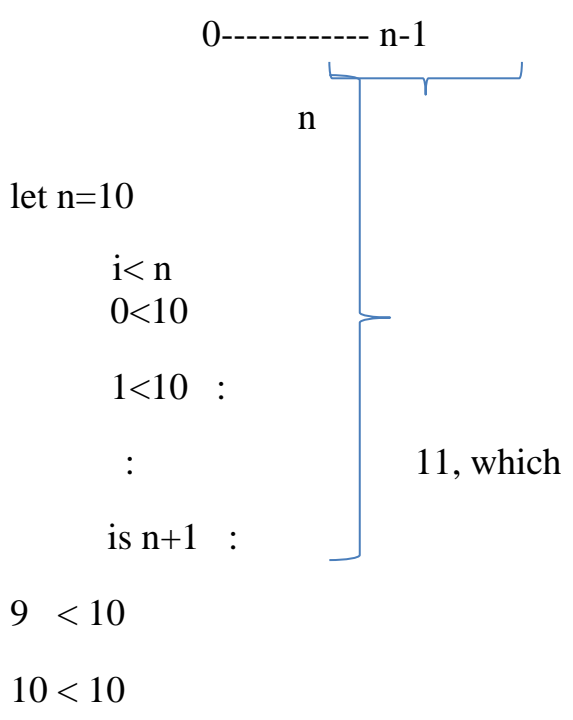 0------------ n-1
n
let n=10
i< n
0<10
1<10 :
: 11, which
is n+1 :
9 < 10
10 < 10